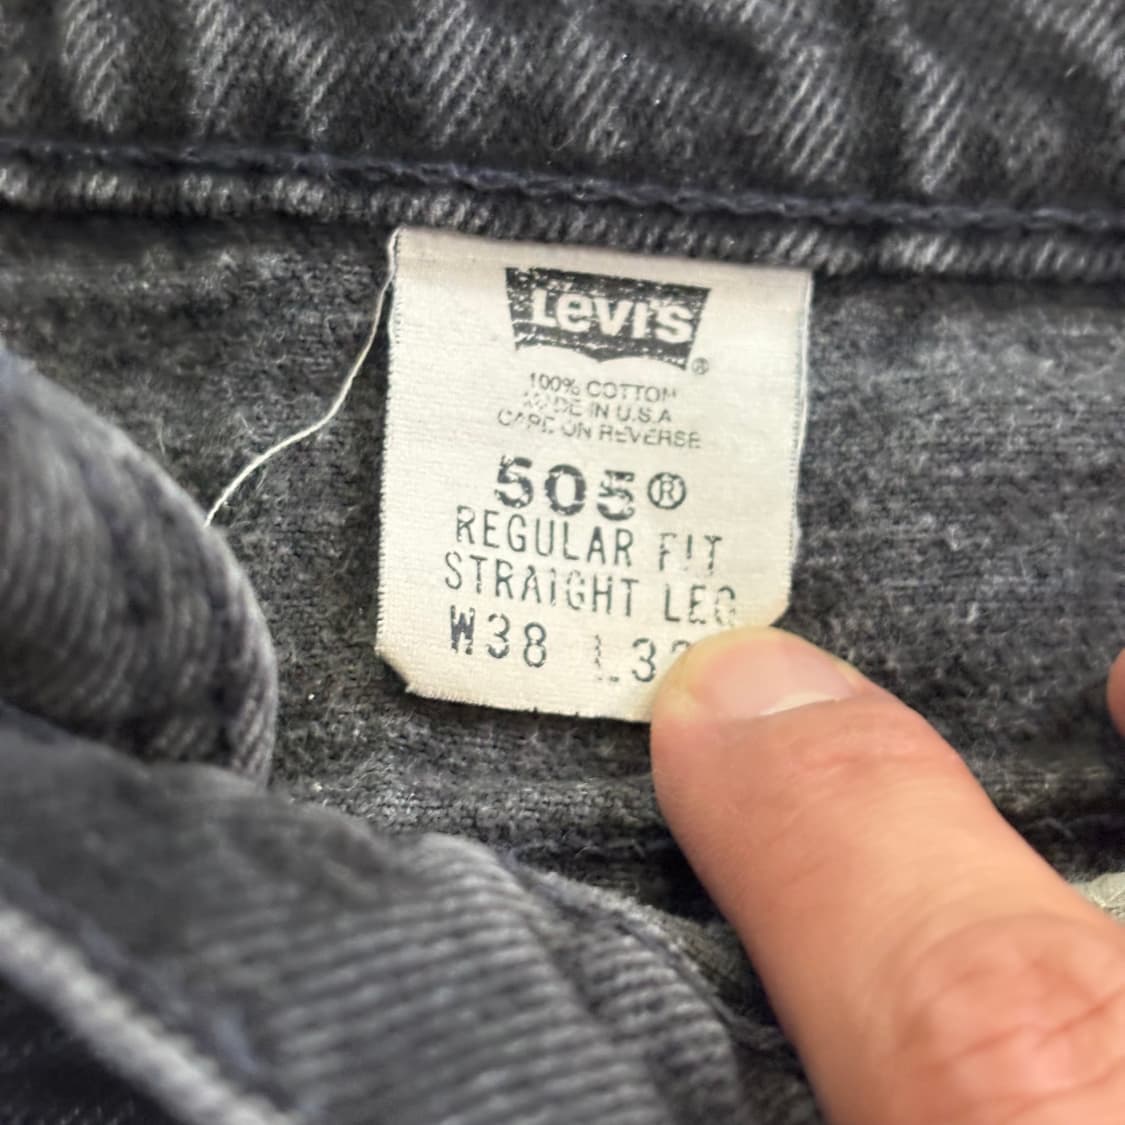 Levi's®
100% COTTON
MADE IN U.S.A
CARE ON REVERSE
505®
REGULAR FIT
STRAIGHT LEG
W38